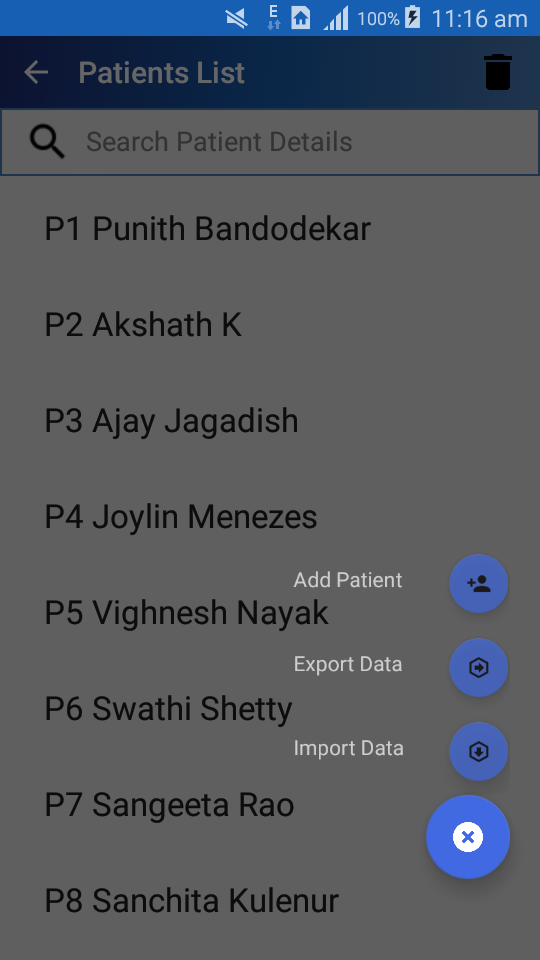 E
100%
11:16 am
Patients List
Search Patient Details
P1 Punith Bandodekar
P2 Akshath K
P3 Ajay Jagadish
P4 Joylin Menezes
Add Patient
P5 Vighnesh Nayak
Export Data
P6 Swathi Shetty
Import Data
P7 Sangeeta Rao
P8 Sanchita Kulenur